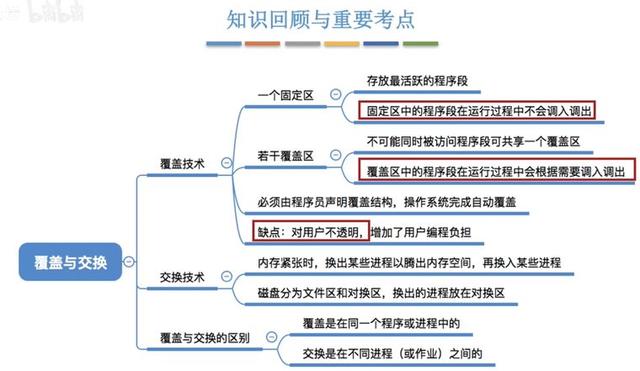 知识回顾与重要考点
覆盖与交换
覆盖技术
一个固定区
存放最活跃的程序段
固定区中的程序段在运行过程中不会调入调出
若干覆盖区
不可能同时被访问程序段可共享一个覆盖区
覆盖区中的程序段在运行过程中会根据需要调入调出
必须由程序员声明覆盖结构，操作系统完成自动覆盖
缺点：对用户不透明，增加了用户编程负担
交换技术
内存紧张时，换出某些进程以腾出内存空间，再换入某些进程
磁盘分为文件区和对换区，换出的进程放在对换区
覆盖与交换的区别
覆盖是在同一个程序或进程中的
交换是在不同进程（或作业）之间的